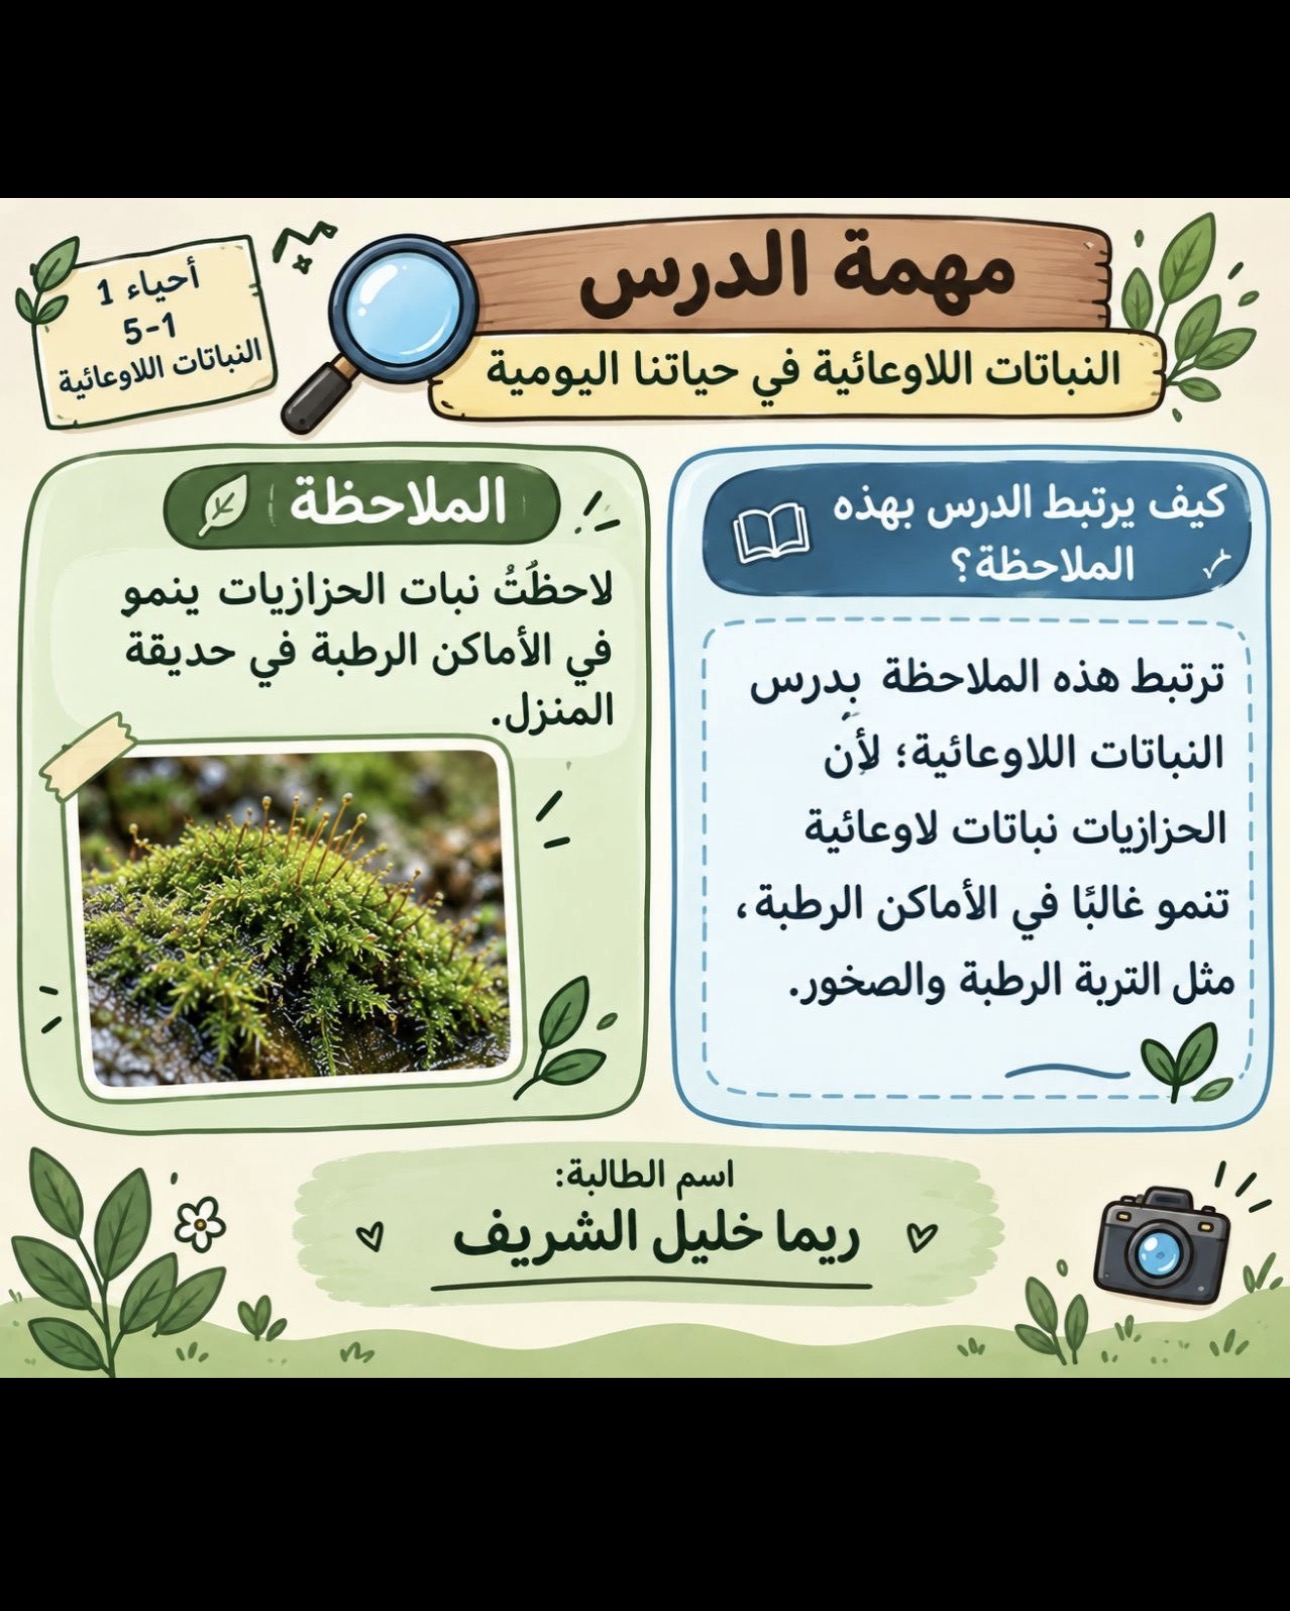 مهمة الدرس
النباتات اللاوعائية في حياتنا اليومية
أحياء 1
5-1
النباتات اللاوعائية
كيف يرتبط الدرس بهذه
الملاحظة؟
ترتبط هذه الملاحظة بدرس
النباتات اللاوعائية؛ لأن
الحزازيات نباتات لاوعائية
تنمو غالبًا في الأماكن الرطبة،
مثل التربة الرطبة والصخور.
الملاحظة
لاحظْتُ نبات الحزازيات ينمو
في الأماكن الرطبة في حديقة
المنزل.
اسم الطالبة:
ريما خليل الشريف